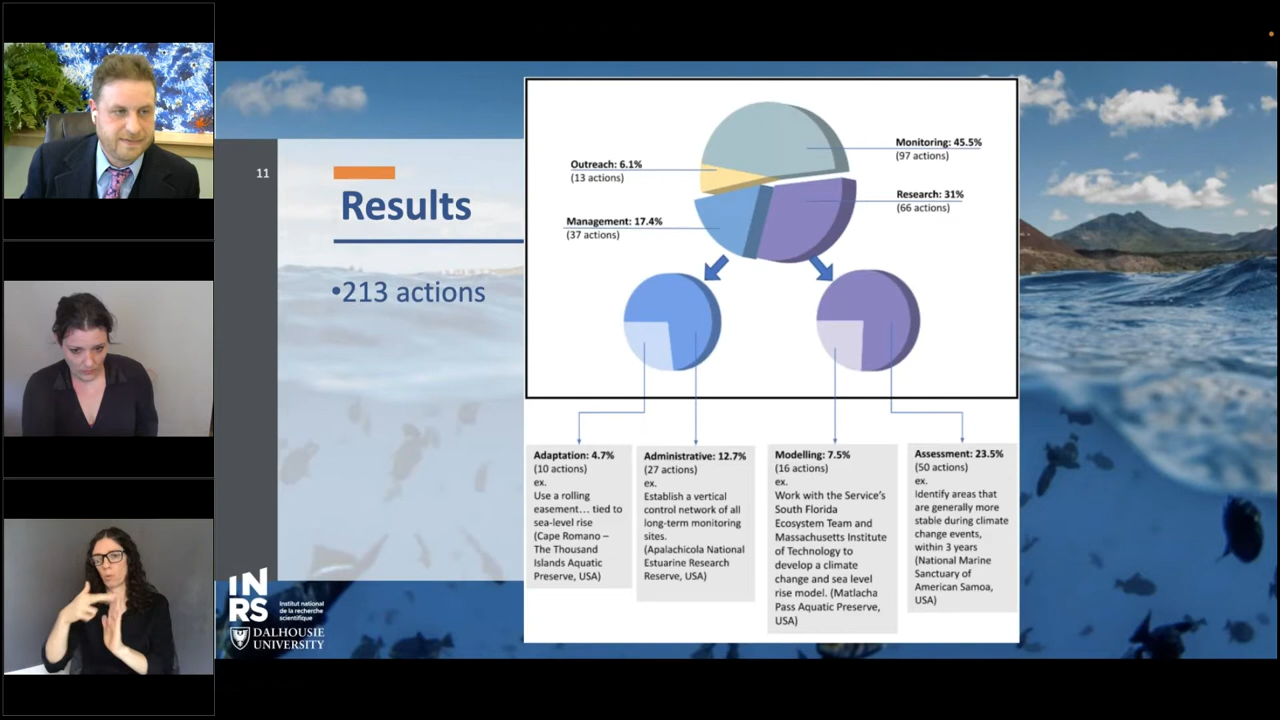 11
Results
•213 actions
Outreach: 6.1%
(13 actions)
Management: 17.4%
(37 actions)
Monitoring: 45.5%
(97 actions)
Research: 31%
(66 actions)
Adaptation: 4.7%
(10 actions)
ex.
Use a rolling
easement… tied to
sea-level rise
(Cape Romano –
The Thousand
Islands Aquatic
Preserve, USA)
Administrative: 12.7%
(27 actions)
ex.
Establish a vertical
control network of all
long-term monitoring
sites.
(Apalachicola National
Estuarine Research
Reserve, USA)
Modelling: 7.5%
(16 actions)
ex.
Work with the Service's
South Florida
Ecosystem Team and
Massachusetts Institute
of Technology to
develop a climate
change and sea level
rise model. (Matlacha
Pass Aquatic Preserve,
USA)
Assessment: 23.5%
(50 actions)
ex.
Identify areas that
are generally more
stable during climate
change events,
within 3 years
(National Marine
Sanctuary of
American Samoa,
USA)
INRS
Institut national
de la recherche
scientifique
DALHOUSIE
UNIVERSITY